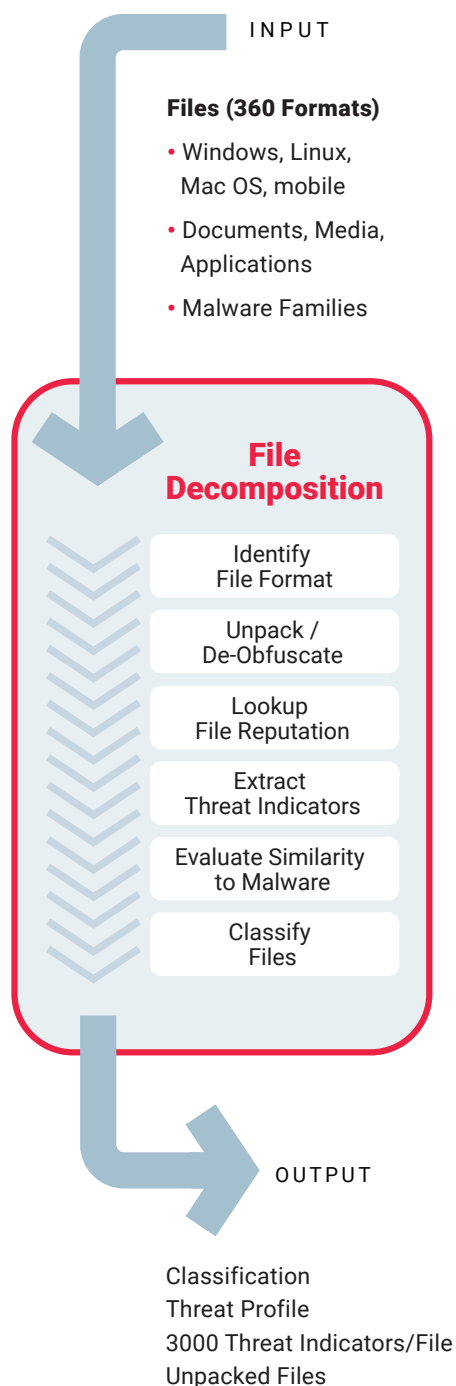 INPUT
Files (360 Formats)
• Windows, Linux,
Mac OS, mobile
• Documents, Media,
Applications
• Malware Families
File
Decomposition
Identify
File Format
Unpack /
De-Obfuscate
Lookup
File Reputation
Extract
Threat Indicators
Evaluate Similarity
to Malware
Classify
Files
OUTPUT
Classification
Threat Profile
3000 Threat Indicators/File
Unpacked Files